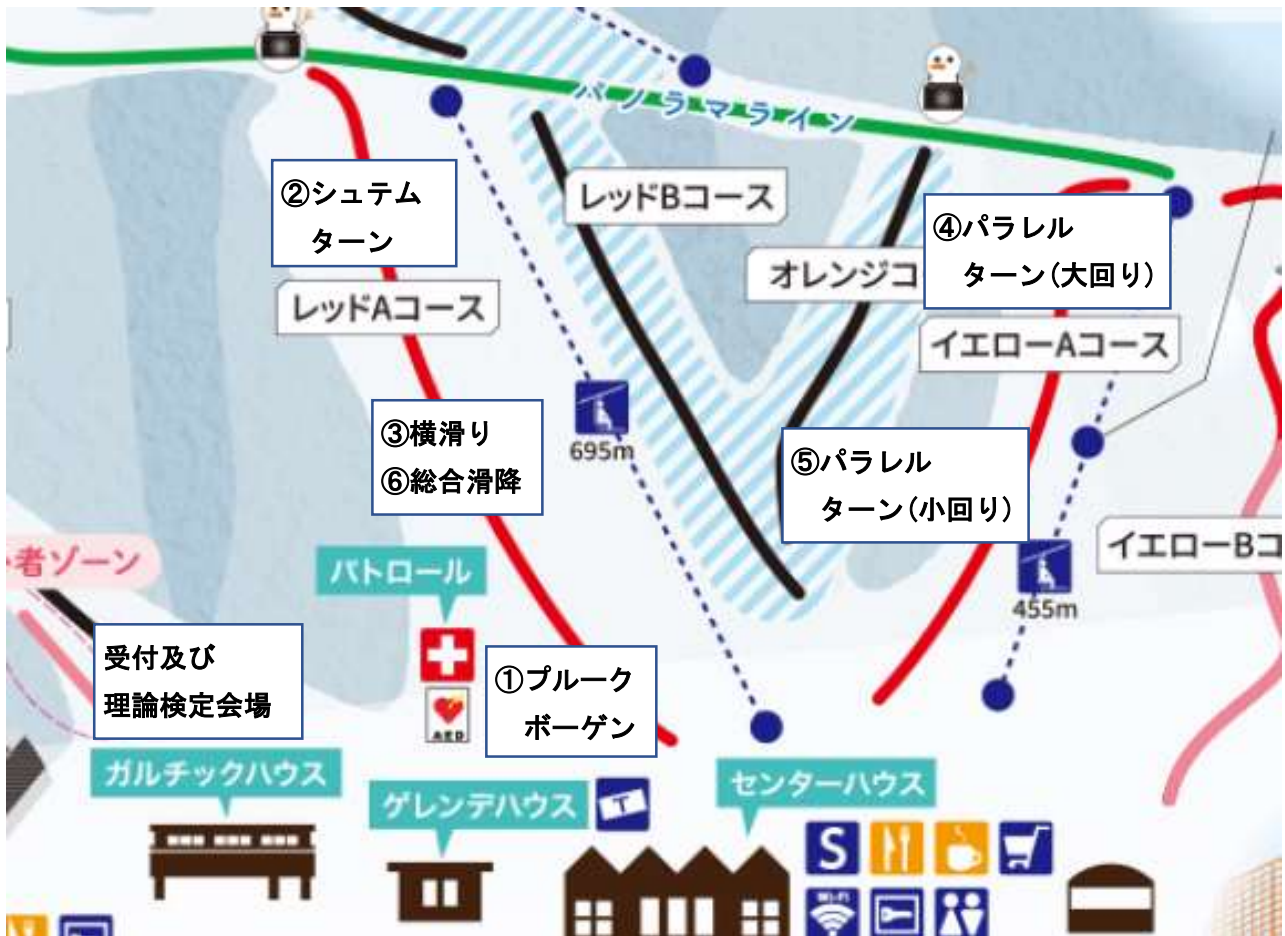 パノラマライン
②シュテム
ターン
レッドBコース
④パラレル
ターン(大回り)
オレンジコ
レッドAコース
イエローAコース
③横滑り
⑥総合滑降
695m
⑤パラレル
ターン(小回り)
イエローBコ
者ゾーン
パトロール
455m
受付及び
理論検定会場
①プルーク
ボーゲン
AED
ガルチックハウス
ゲレンデハウス
T
センターハウス
S
Wi-Fi